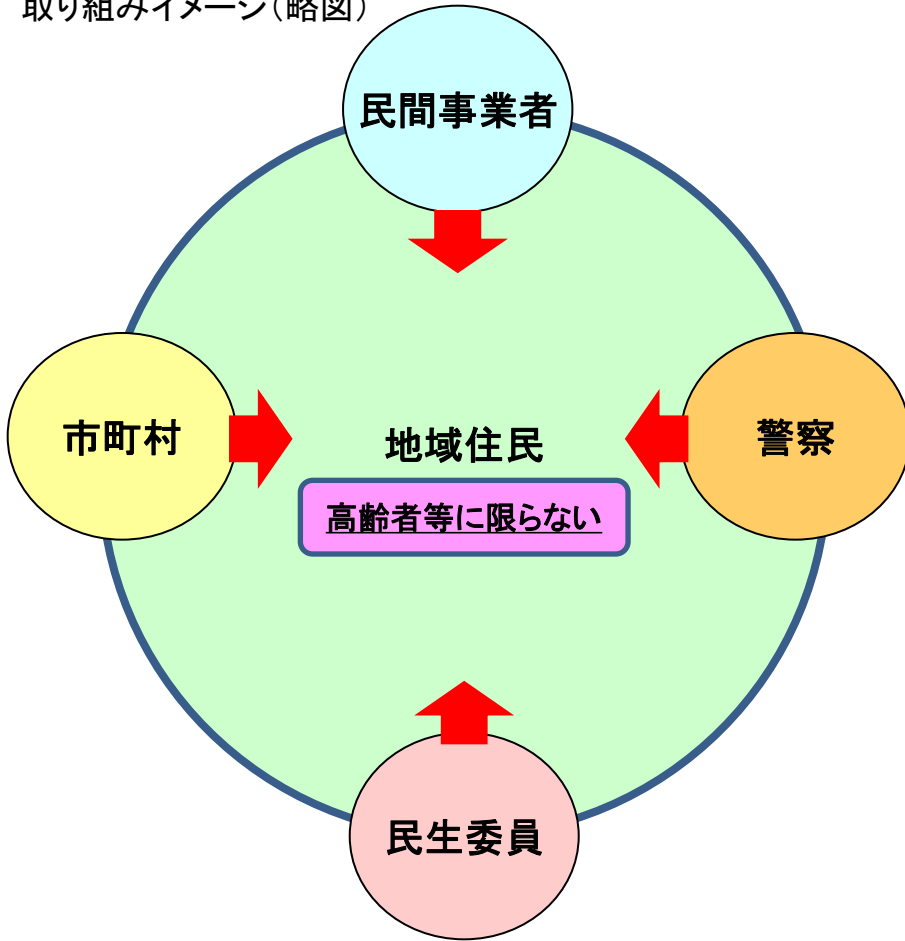 取り組みイメージ（略図）
民間事業者
市町村
地域住民
警察
高齢者等に限らない
民生委員